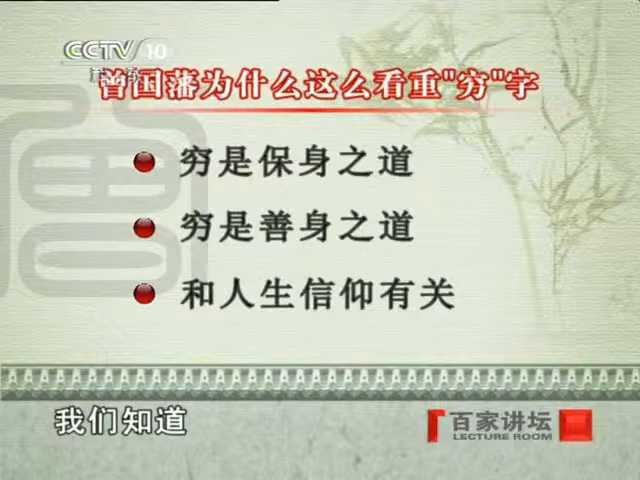 CCTV 10
曾国藩为什么这么看重"穷"字
穷是保身之道
穷是善身之道
和人生信仰有关
我们知道
百家讲坛
LECTURE ROOM